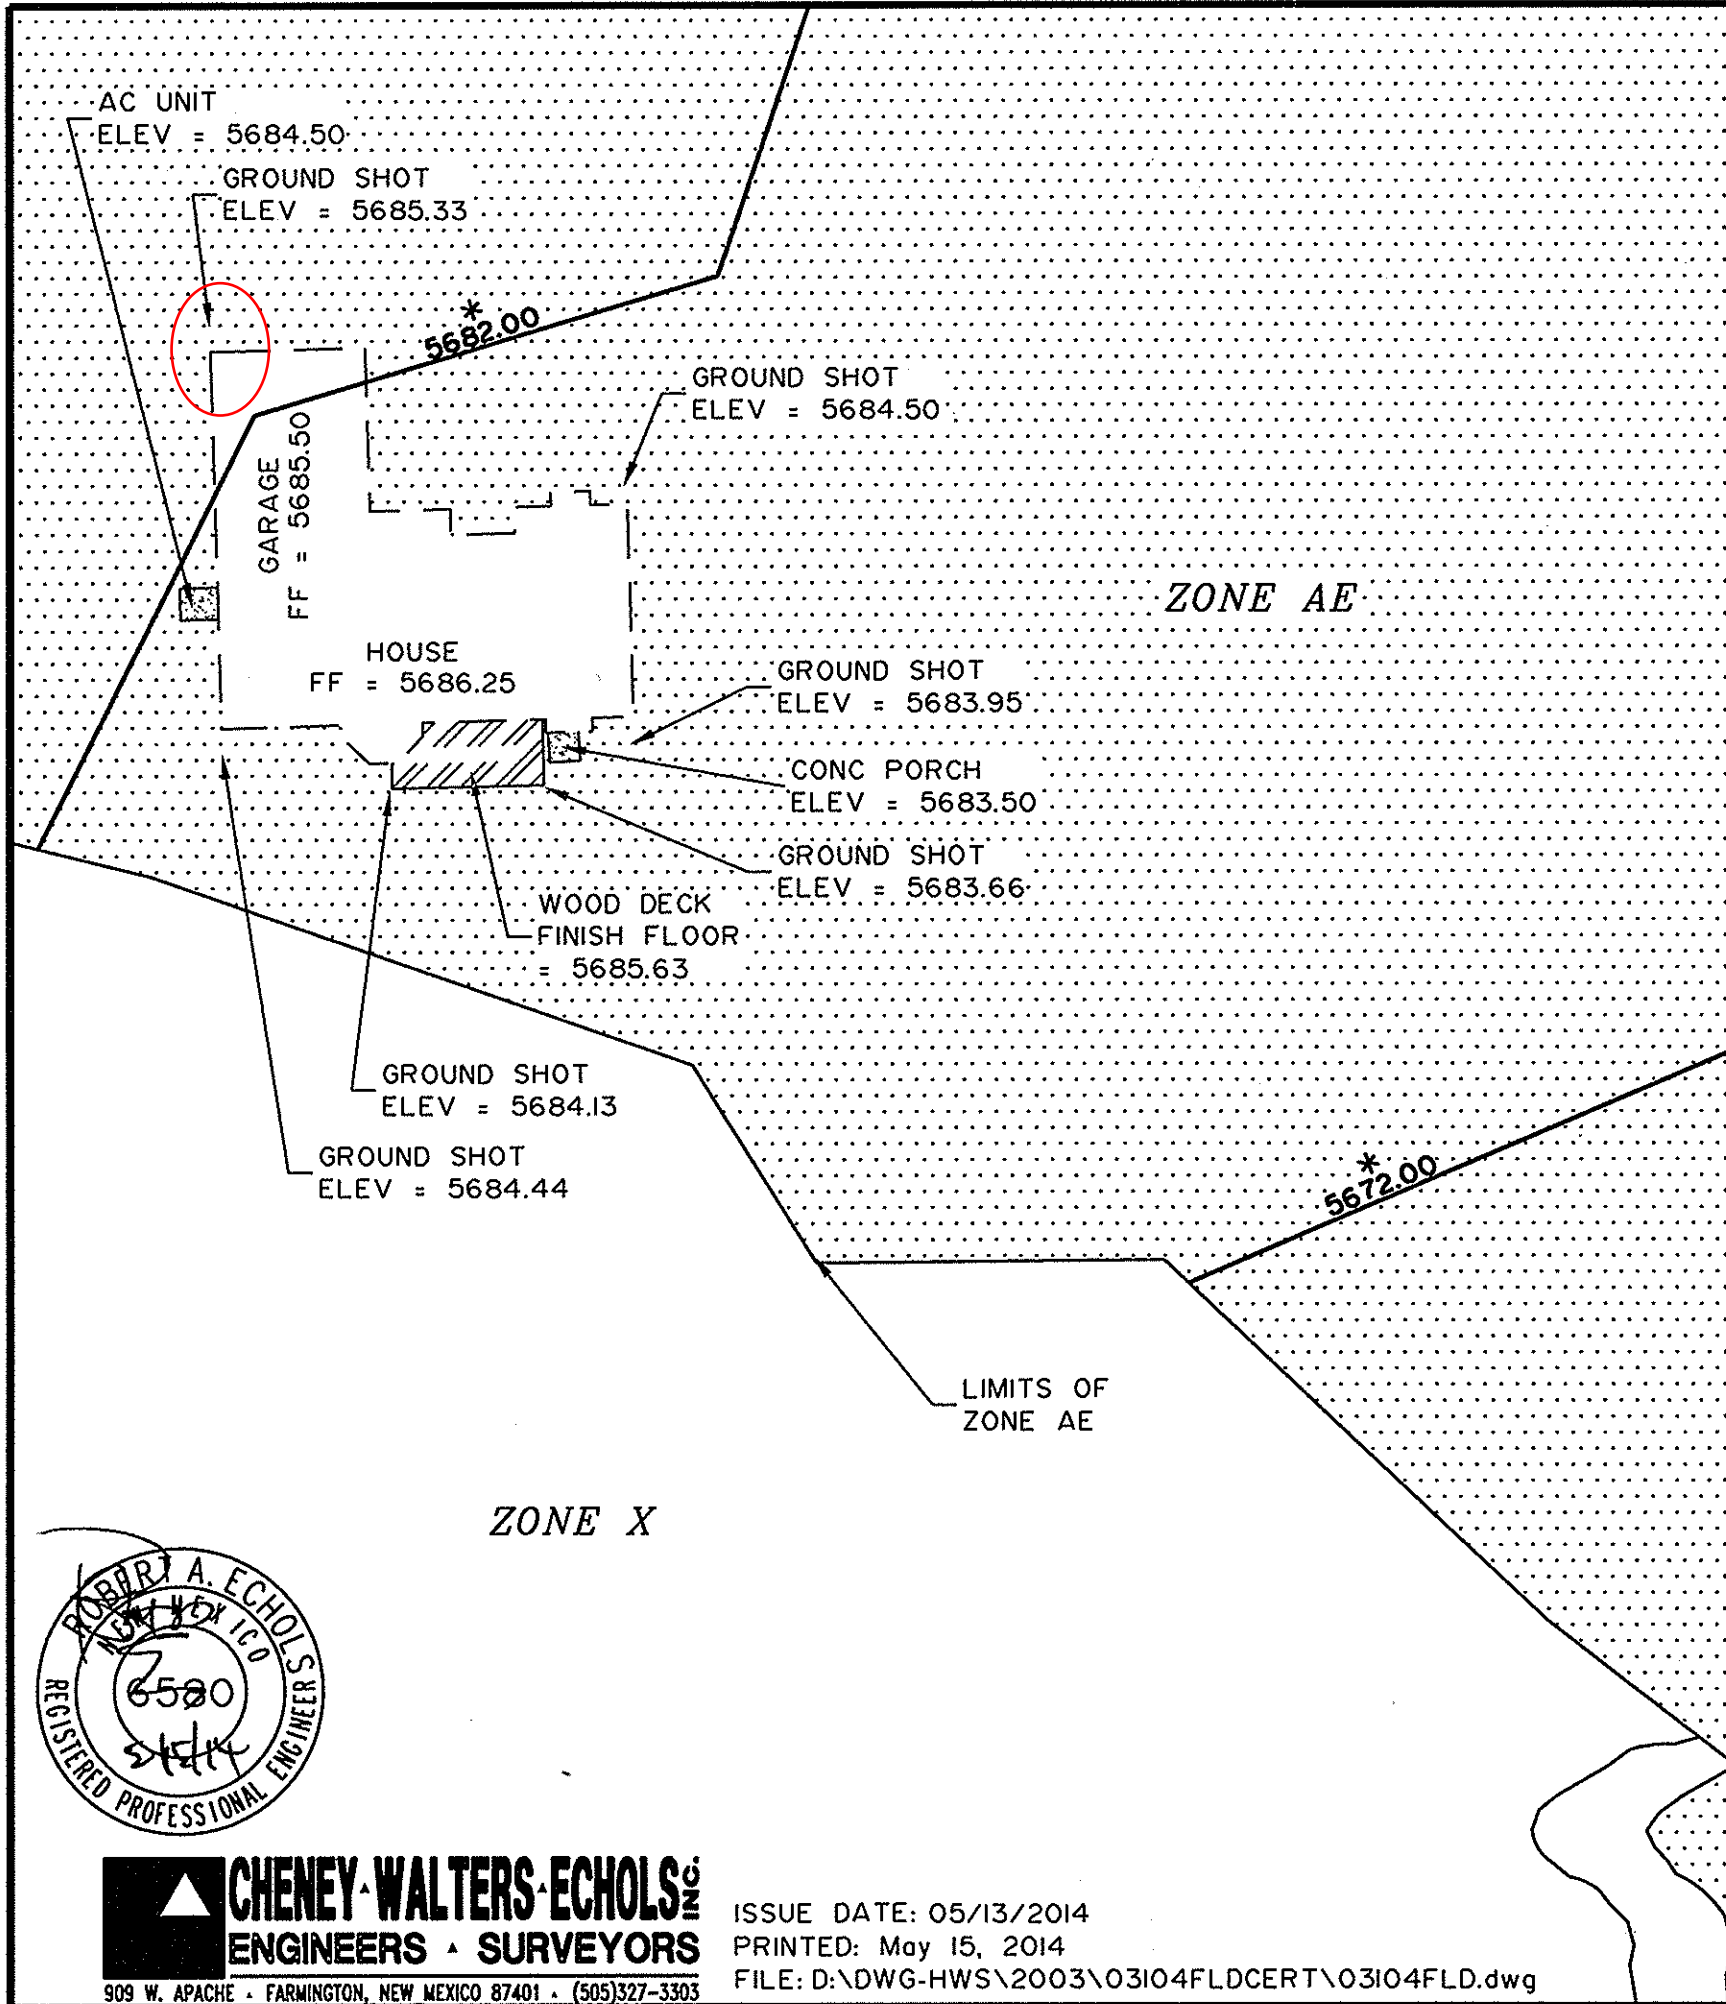 AC UNIT
ELEV = 5684.50
GROUND SHOT
ELEV = 5685.33
*
5682.00
GROUND SHOT
ELEV = 5684.50
GARAGE
FF = 5685.50
ZONE AE
HOUSE
FF = 5686.25
GROUND SHOT
ELEV = 5683.95
CONC PORCH
ELEV = 5683.50
GROUND SHOT
ELEV = 5683.66
WOOD DECK
FINISH FLOOR
= 5685.63
GROUND SHOT
ELEV = 5684.13
GROUND SHOT
ELEV = 5684.44
*
5672.00
LIMITS OF
ZONE AE
ZONE X
ROBERT A. ECHOLS
NEW MEXICO
6580
5/15/14
REGISTERED PROFESSIONAL ENGINEER
CHENEY-WALTERS-ECHOLS INC.
ENGINEERS ▲ SURVEYORS
909 W. APACHE ▲ FARMINGTON, NEW MEXICO 87401 ▲ (505)327-3303
ISSUE DATE: 05/13/2014
PRINTED: May 15, 2014
FILE: D:\DWG-HWS\2003\03104FLDCERT\03104FLD.dwg